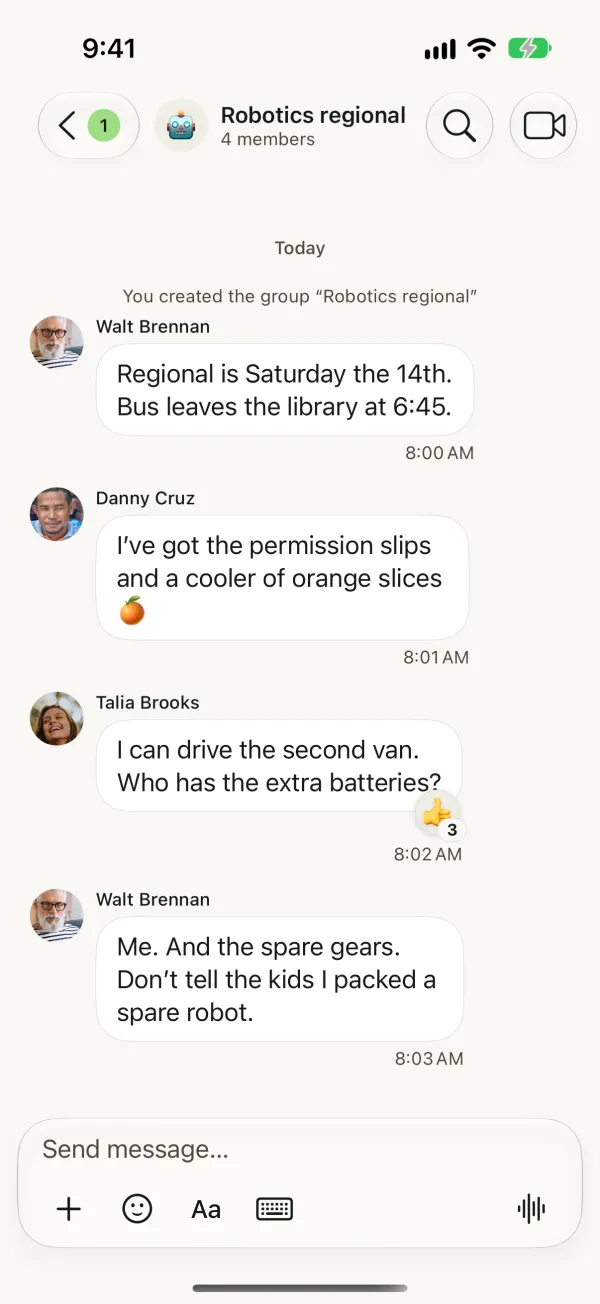 9:41
1
Robotics regional
4 members
Today
You created the group “Robotics regional”
Walt Brennan
Regional is Saturday the 14th.
Bus leaves the library at 6:45.
8:00 AM
Danny Cruz
I’ve got the permission slips
and a cooler of orange slices
🍊
8:01 AM
Talia Brooks
I can drive the second van.
Who has the extra batteries?
👍
3
8:02 AM
Walt Brennan
Me. And the spare gears.
Don’t tell the kids I packed a
spare robot.
8:03 AM
Send message...
Aa